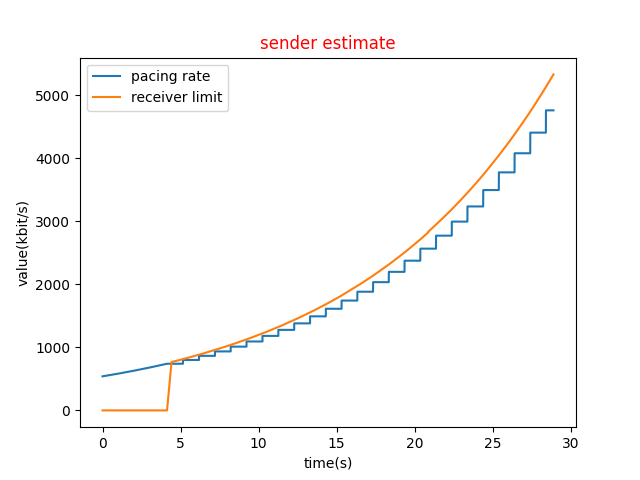 sender estimate
pacing rate
receiver limit
5000
4000
3000
2000
1000
0
value(kbit/s)
0 5 10 15 20 25 30
time(s)